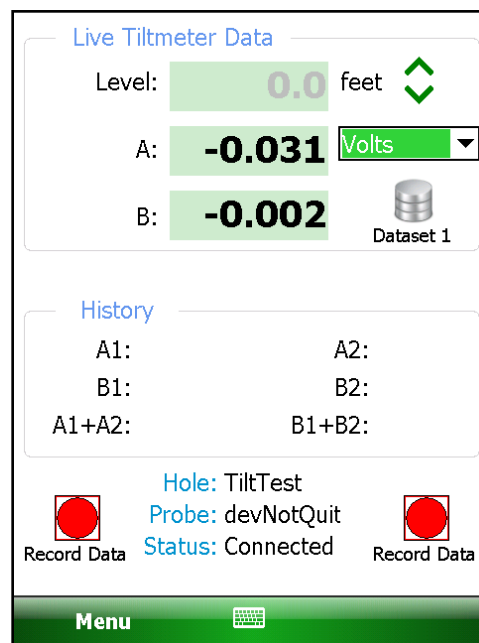 Live Tiltmeter Data
Level: 0.0 feet
A: -0.031 Volts
B: -0.002
Dataset 1
History
A1: A2:
B1: B2:
A1+A2: B1+B2:
Hole: TiltTest
Probe: devNotQuit
Status: Connected
Record Data Record Data
Menu